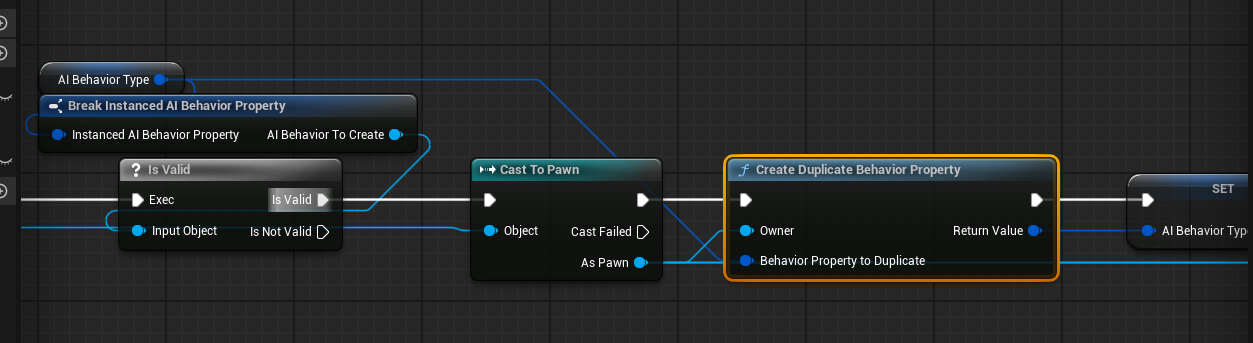 AI Behavior Type
Break Instanced AI Behavior Property
Instanced AI Behavior Property AI Behavior To Create
? Is Valid
Exec Is Valid
Input Object Is Not Valid
Cast To Pawn
Object Cast Failed
As Pawn
f Create Duplicate Behavior Property
Owner Return Value
Behavior Property to Duplicate
SET
AI Behavior Type